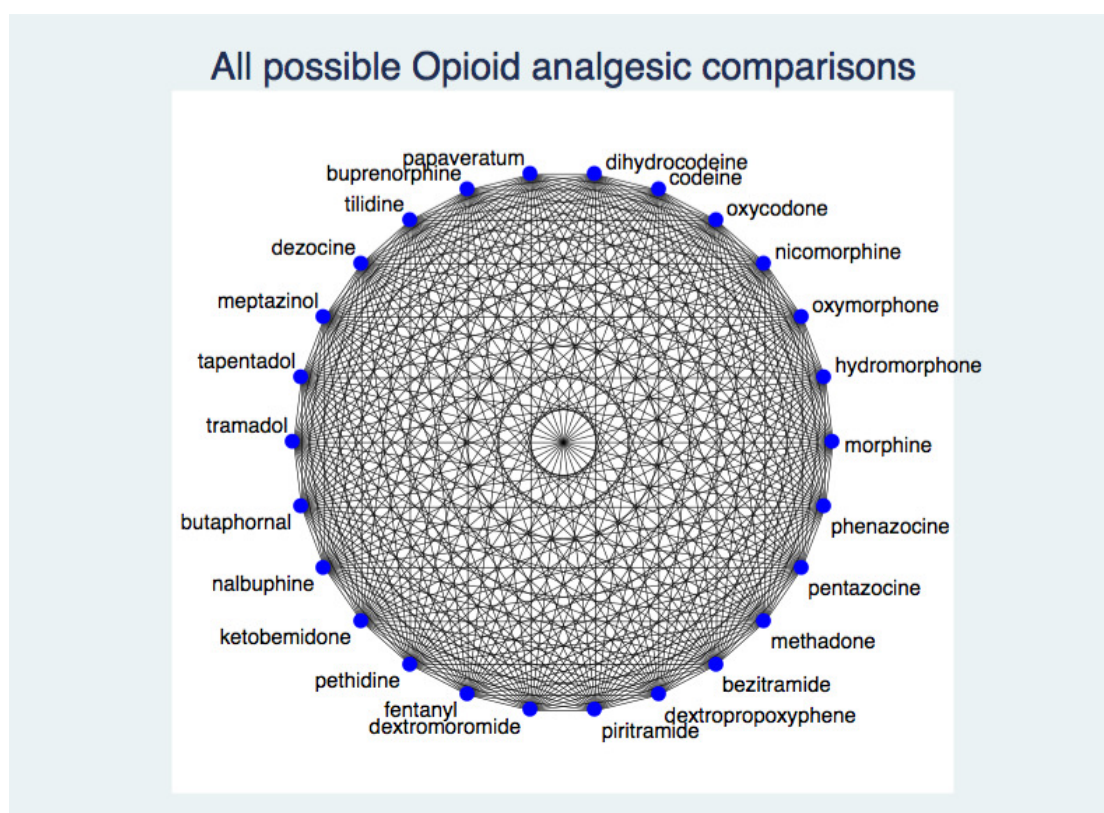 All possible Opioid analgesic comparisons
papaveratum
dihydrocodeine
buprenorphine
codeine
tilidine
oxycodone
dezocine
nicomorphine
meptazinol
oxymorphone
tapentadol
hydromorphone
tramadol
morphine
butaphornal
phenazocine
nalbuphine
pentazocine
ketobemidone
methadone
pethidine
bezitramide
fentanyl
dextropropoxyphene
dextromoromide
piritramide